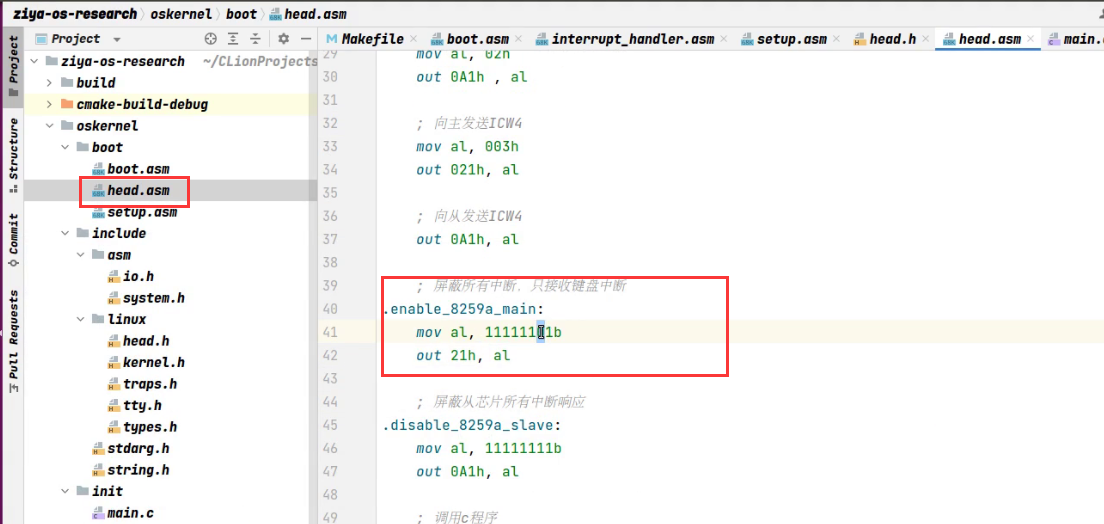 ziya-os-research oskernel boot head.asm
Project
Makefile boot.asm interrupt_handler.asm setup.asm head.h head.asm main.c
Project
Structure
Commit
Pull Requests
ziya-os-research ~/CLionProjects
build
cmake-build-debug
oskernel
boot
boot.asm
head.asm
setup.asm
include
asm
io.h
system.h
linux
head.h
kernel.h
traps.h
tty.h
types.h
stdarg.h
string.h
init
main.c
29 mov al, 02h
30 out 0A1h , al
31
32 ; 向主发送ICW4
33 mov al, 003h
34 out 021h, al
35
36 ; 向从发送ICW4
37 out 0A1h, al
38
39 ; 屏蔽所有中断，只接收键盘中断
40 .enable_8259a_main:
41 mov al, 11111101b
42 out 21h, al
43
44 ; 屏蔽从芯片所有中断响应
45 .disable_8259a_slave:
46 mov al, 11111111b
47 out 0A1h, al
48
49 ; 调用c程序